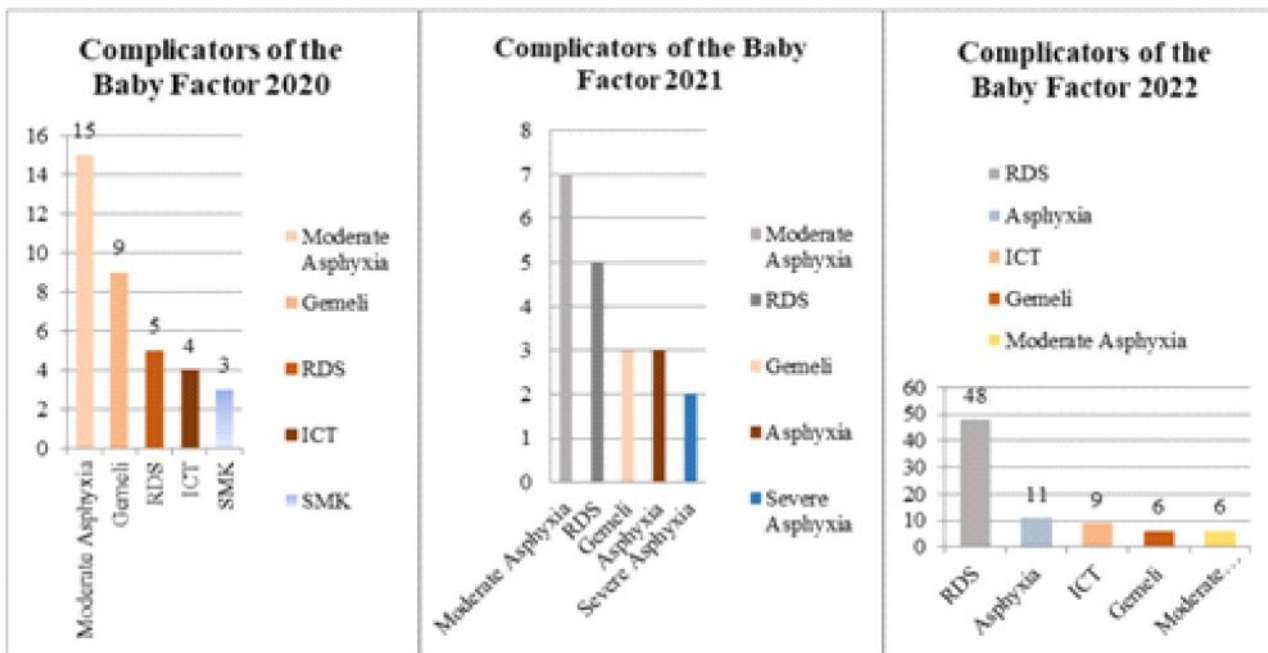 Complicators of the
Baby Factor 2020
16
14
12
10
8
6
4
2
0
15
9
5
4
3
Moderate Asphyxia
Gemeli
RDS
ICT
SMK
Moderate
Asphyxia
Gemeli
RDS
ICT
SMK
Complicators of the Baby
Factor 2021
8
7
6
5
4
3
2
1
0
Moderate Asphyxia
RDS
Gemeli
Asphyxia
Severe Asphyxia
Moderate
Asphyxia
RDS
Gemeli
Asphyxia
Severe
Asphyxia
Complicators of the
Baby Factor 2022
RDS
Asphyxia
ICT
Gemeli
Moderate Asphyxia
60
50
40
30
20
10
0
48
11
9
6
6
RDS
Asphyxia
ICT
Gemeli
Moderate...